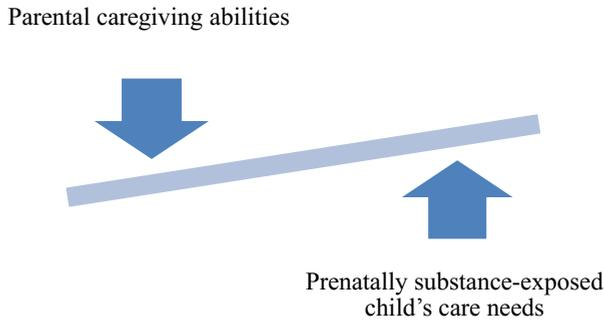 Parental caregiving abilities
Prenatally substance-exposed
child’s care needs